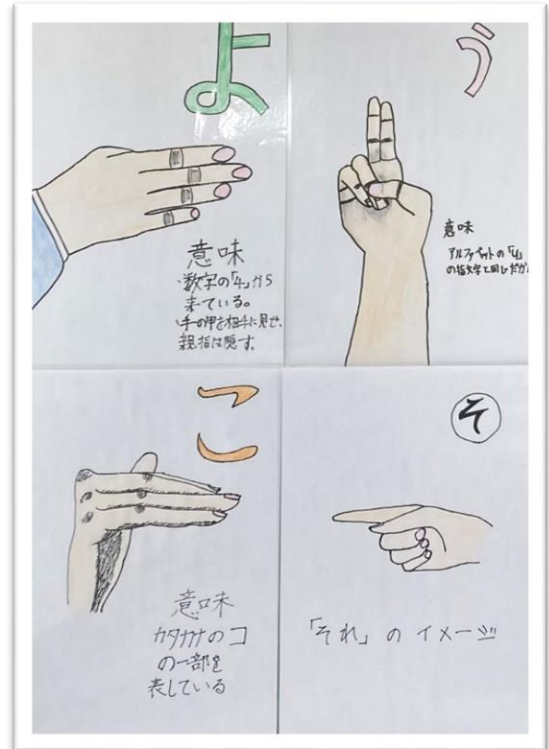 よ
意味
・数字の「4」から
来ている。
・手の甲を相手に見せ、
親指は隠す。
う
意味
アルファベットの「U」
の指文字と同じだから
こ
意味
カタカナのコ
の一部を
表している
そ
「それ」のイメージ